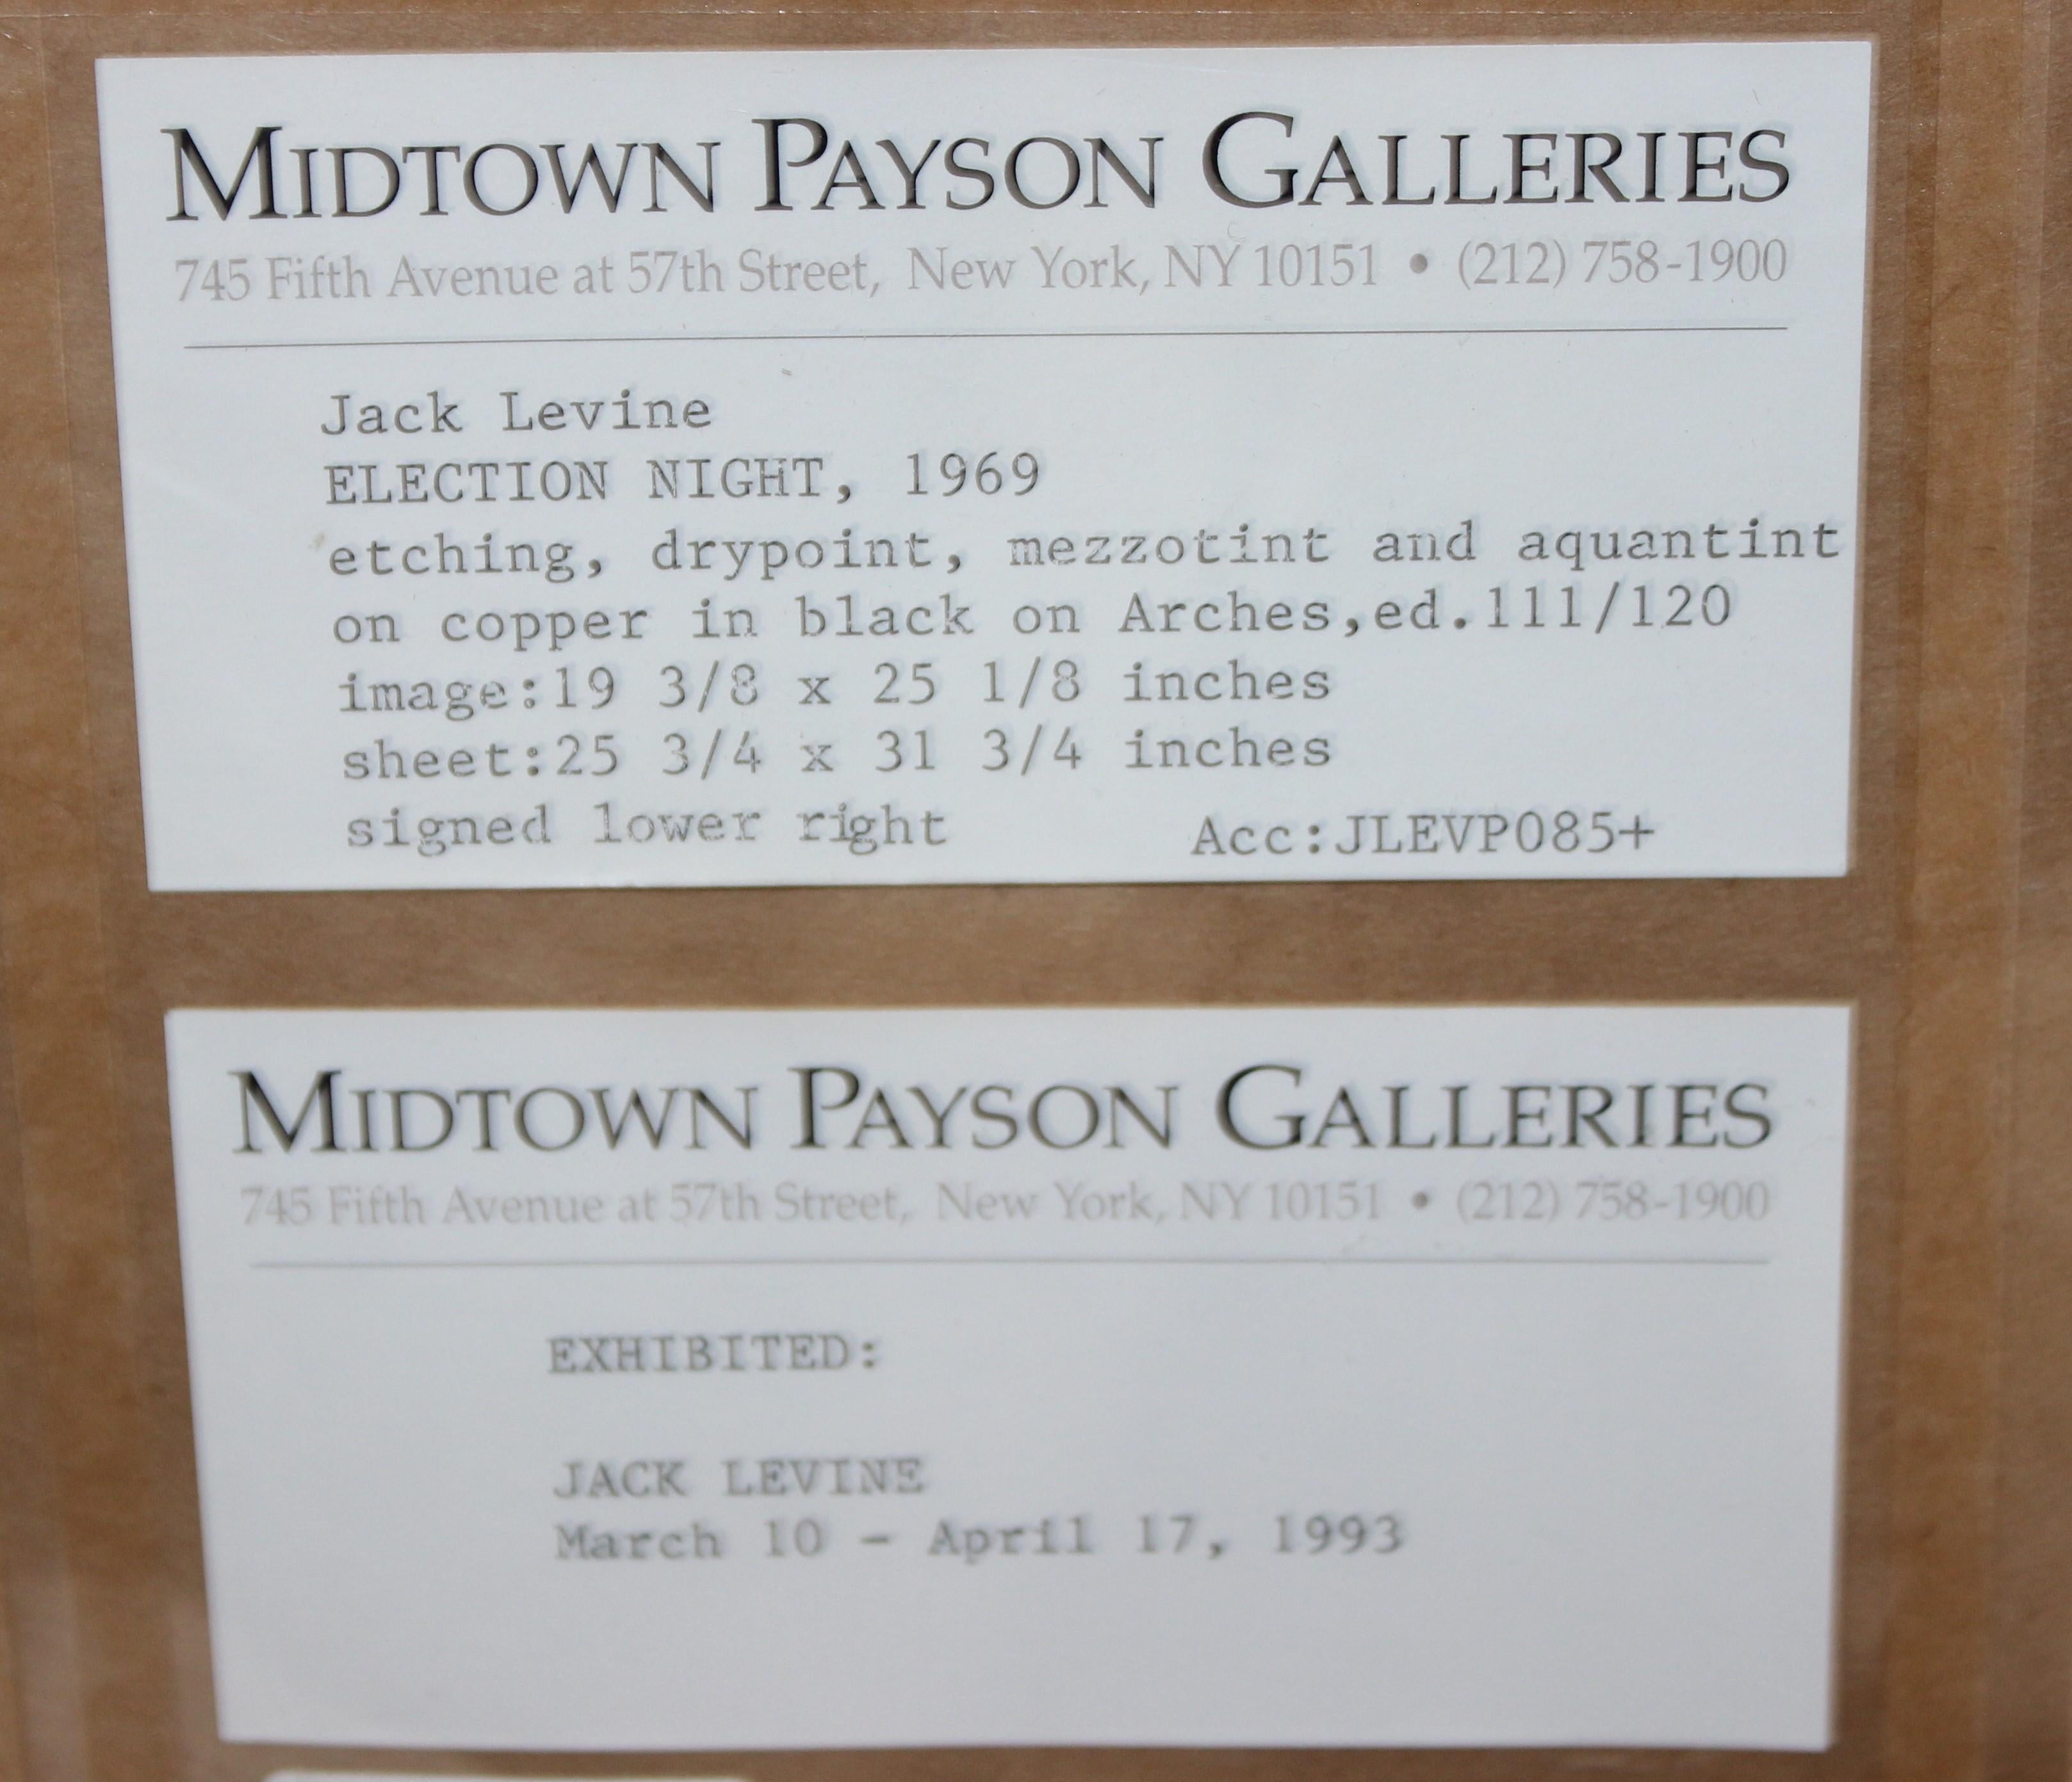 MIDTOWN PAYSON GALLERIES
745 Fifth Avenue at 57th Street, New York, NY 10151 • (212) 758-1900
Jack Levine
ELECTION NIGHT, 1969
etching, drypoint, mezzotint and aquantint
on copper in black on Arches,ed.111/120
image:19 3/8 x 25 1/8 inches
sheet:25 3/4 x 31 3/4 inches
signed lower right Acc:JLEVP085+
MIDTOWN PAYSON GALLERIES
745 Fifth Avenue at 57th Street, New York, NY 10151 • (212) 758-1900
EXHIBITED:
JACK LEVINE
March 10 - April 17, 1993